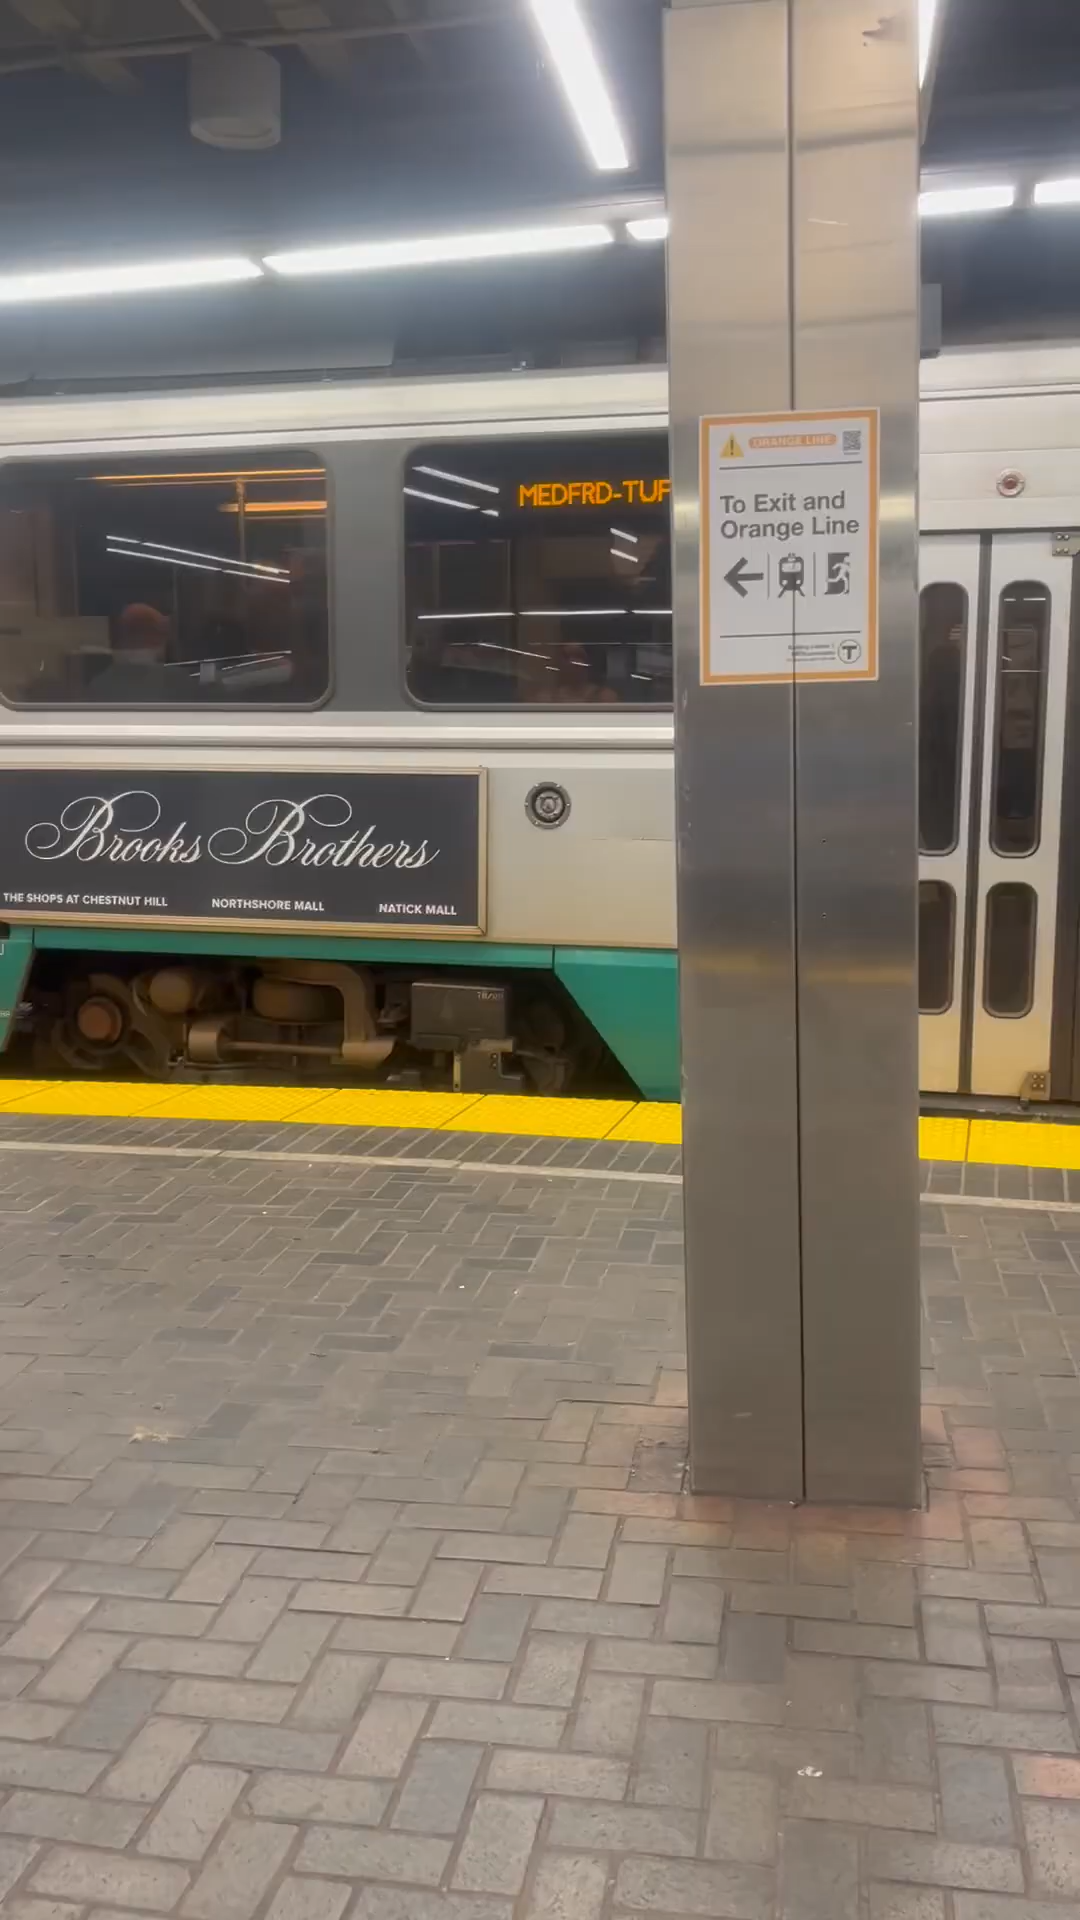 MEDFRD-TUF
ORANGE LINE
To Exit and
Orange Line
T
Brooks Brothers
THE SHOPS AT CHESTNUT HILL NORTHSHORE MALL NATICK MALL